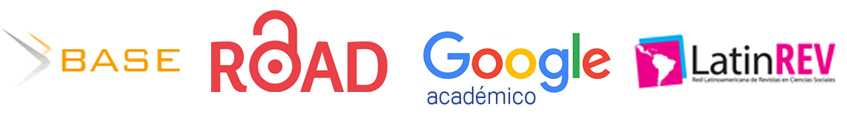 BASE
ROAD
Google
académico
LatinREV
Red Latinoamericana de Revistas en Ciencias Sociales